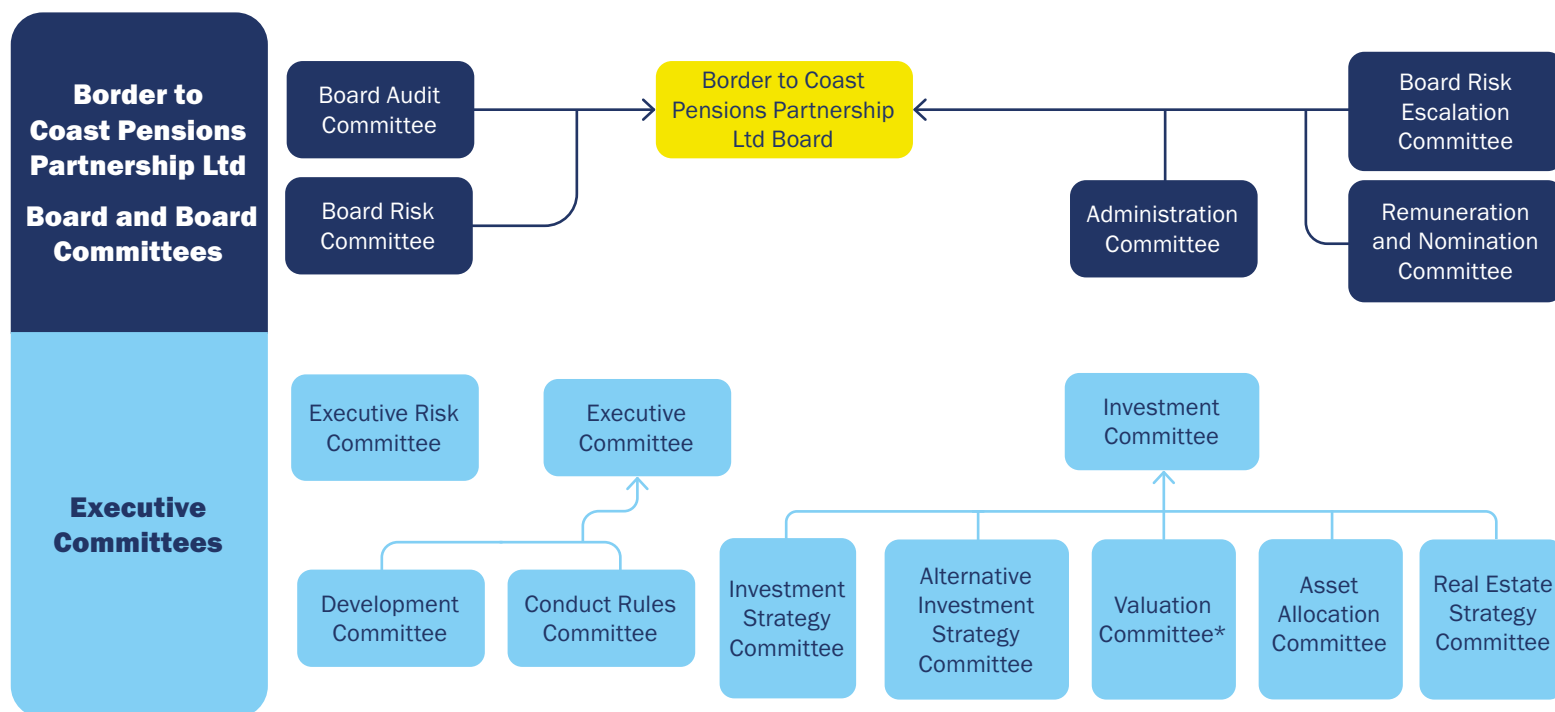 Border to
Coast Pensions
Partnership Ltd
Board and Board
Committees
Board Audit
Committee
Border to Coast
Pensions Partnership
Ltd Board
Board Risk
Escalation
Committee
Board Risk
Committee
Administration
Committee
Remuneration
and Nomination
Committee
Executive
Committees
Executive Risk
Committee
Executive
Committee
Investment
Committee
Development
Committee
Conduct Rules
Committee
Investment
Strategy
Committee
Alternative
Investment
Strategy
Committee
Valuation
Committee*
Asset
Allocation
Committee
Real Estate
Strategy
Committee